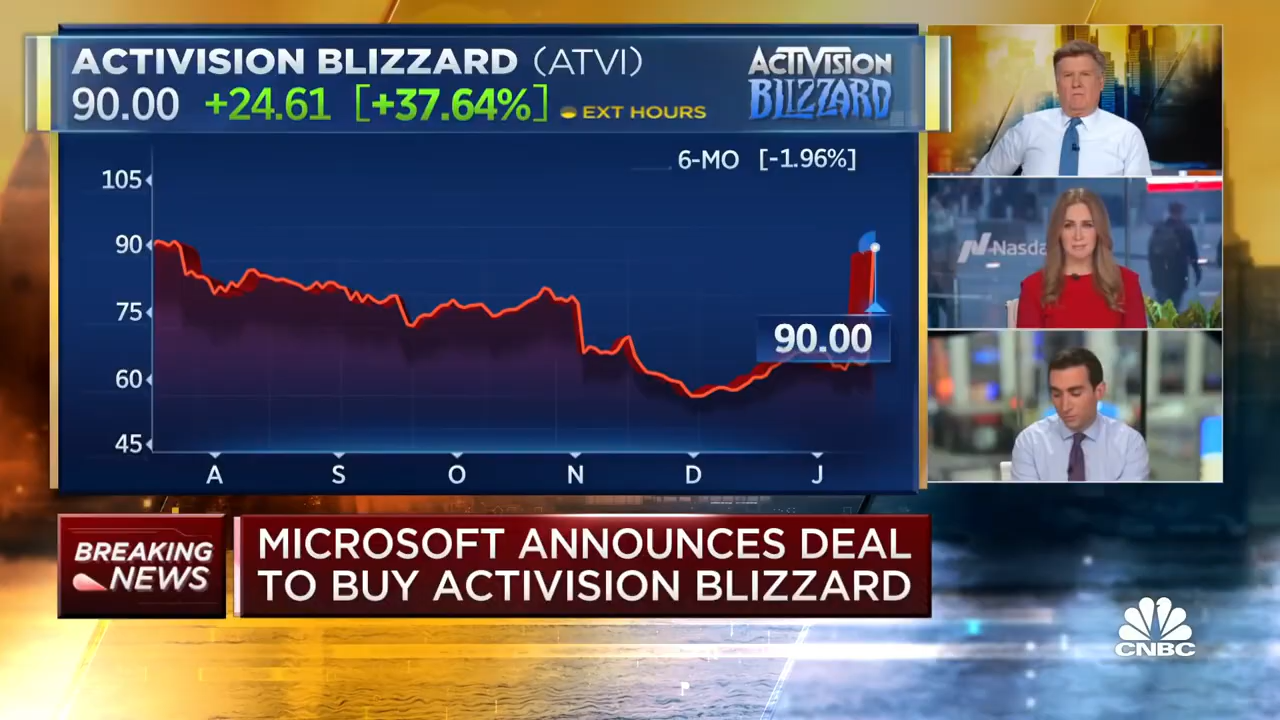 ACTIVISION BLIZZARD (ATVI)
90.00 +24.61 [+37.64%] EXT HOURS
ACTIVISION
BLIZZARD
6-MO [-1.96%]
105
90
75
60
45
90.00
A S O N D J
Nasda
BREAKING
NEWS
MICROSOFT ANNOUNCES DEAL
TO BUY ACTIVISION BLIZZARD
CNBC
P